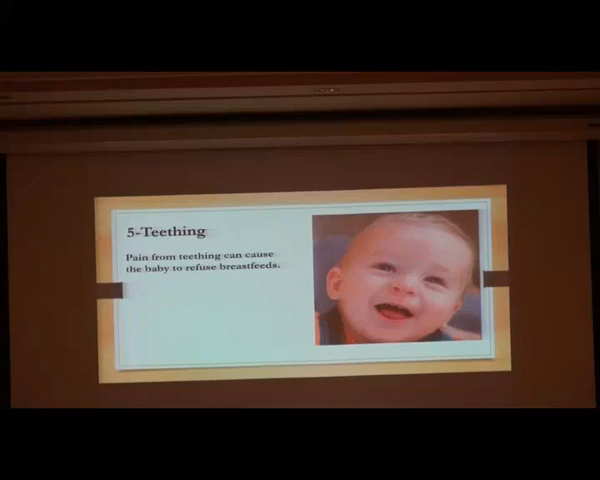 5-Teething
Pain from teething can cause
the baby to refuse breastfeeds.